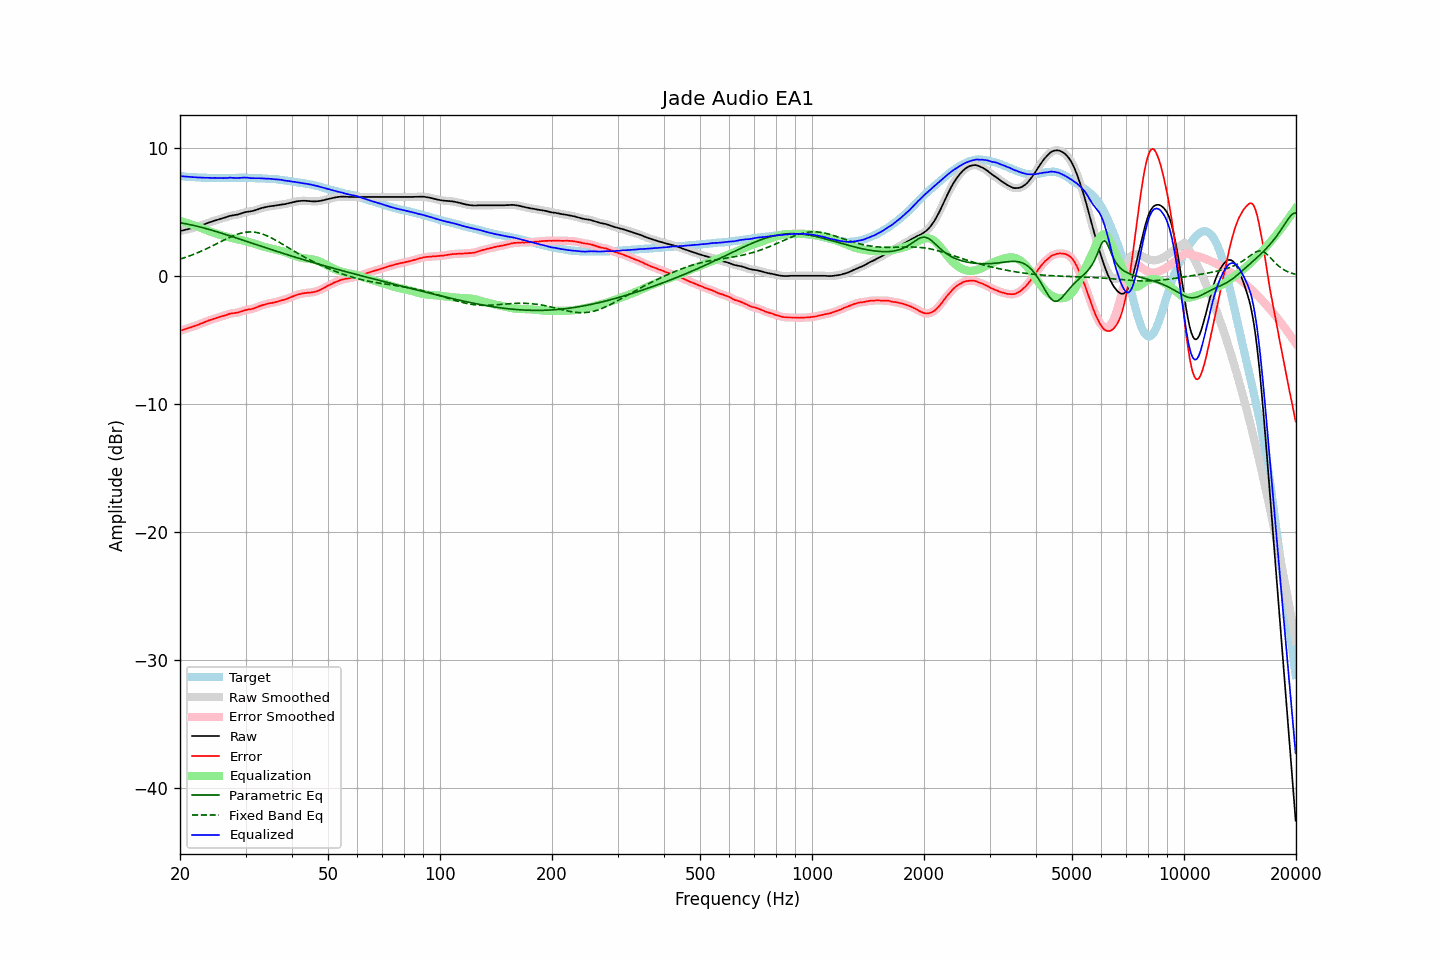 Jade Audio EA1
Amplitude (dBr)
10
0
−10
−20
−30
−40
Target
Raw Smoothed
Error Smoothed
Raw
Error
Equalization
Parametric Eq
Fixed Band Eq
Equalized
20 50 100 200 500 1000 2000 5000 10000 20000
Frequency (Hz)